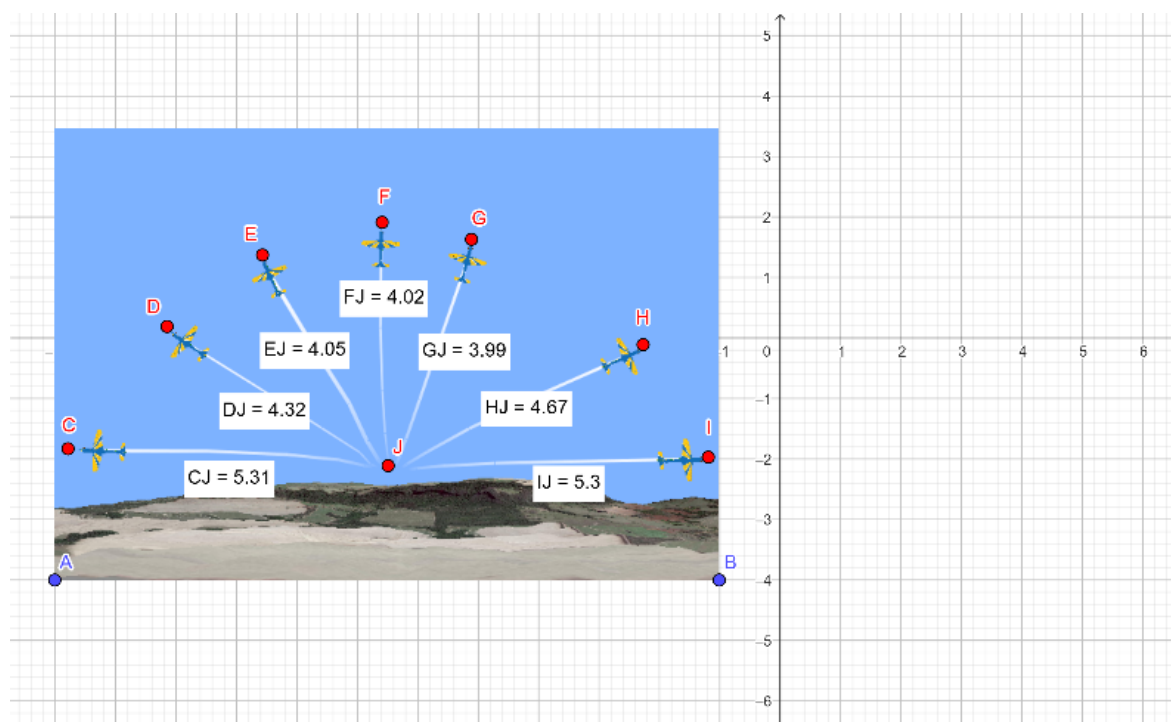 5
4
3
F
2
G
E
1
D
FJ = 4.02
H
EJ = 4.05
GJ = 3.99
–1
0
1
2
3
4
5
6
DJ = 4.32
HJ = 4.67
–1
C
J
I
–2
CJ = 5.31
IJ = 5.3
–3
A
B
–4
–5
–6